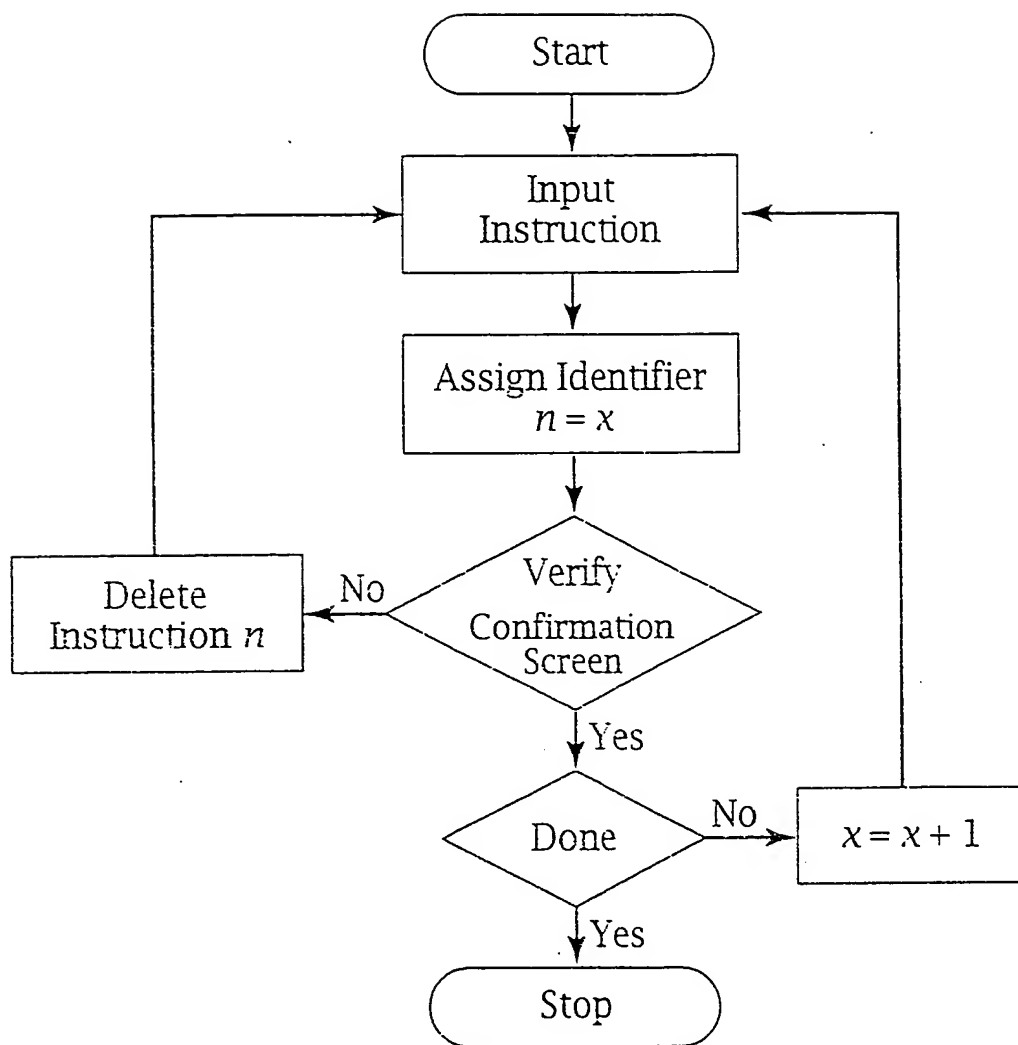 Start
Input
Instruction
Assign Identifier
n = x
Verify
Confirmation
Screen
No
Delete
Instruction n
Yes
Done
No
x = x + 1
Yes
Stop